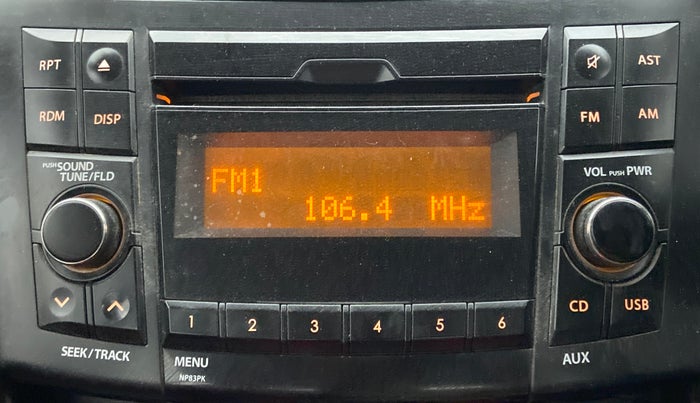 RPT
RDM
DISP
AST
FM
AM
PUSH SOUND
TUNE/FLD
VOL PUSH PWR
FM1
106.4 MHz
1 2 3 4 5 6
CD
USB
SEEK/TRACK
MENU
NP83PK
AUX